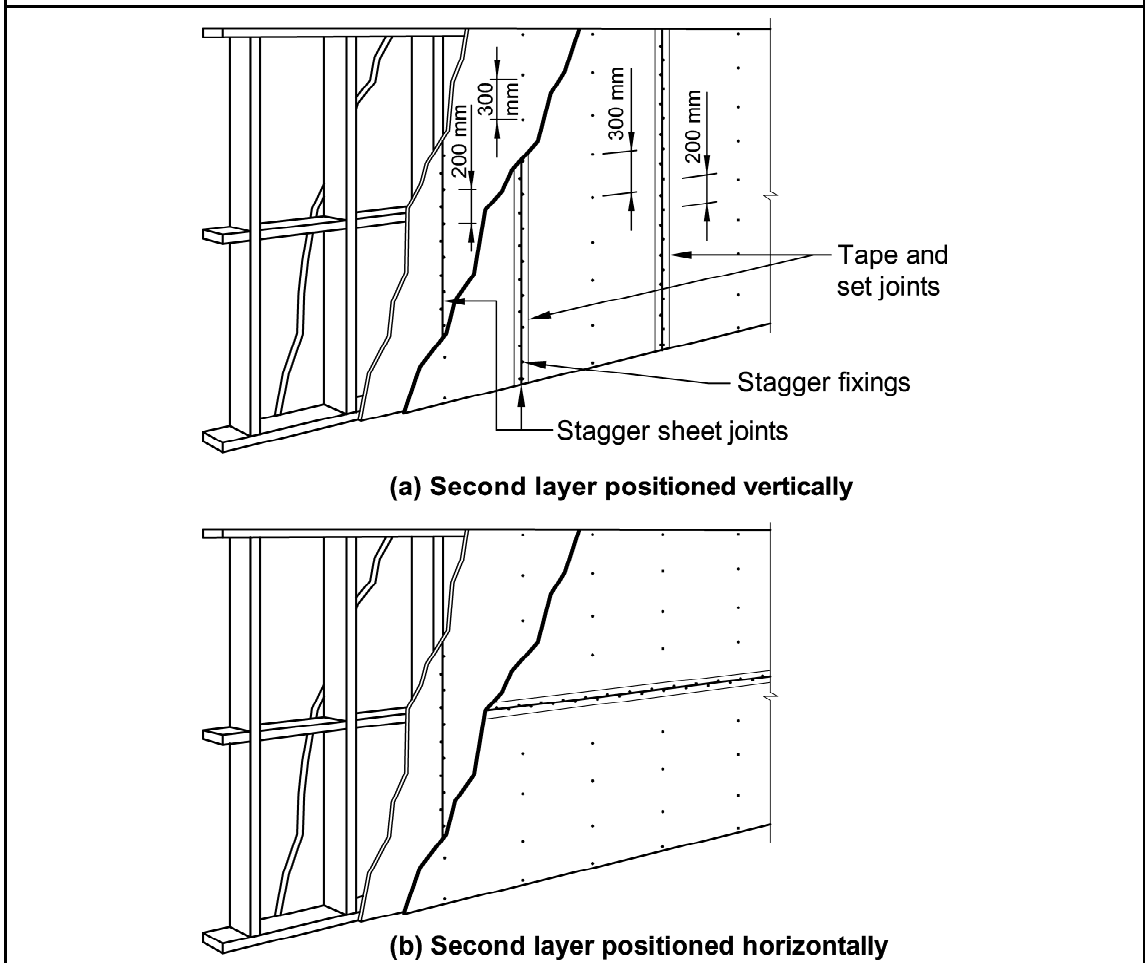 300
mm
200 mm
300 mm
200 mm
Tape and
set joints
Stagger fixings
Stagger sheet joints
(a) Second layer positioned vertically
(b) Second layer positioned horizontally